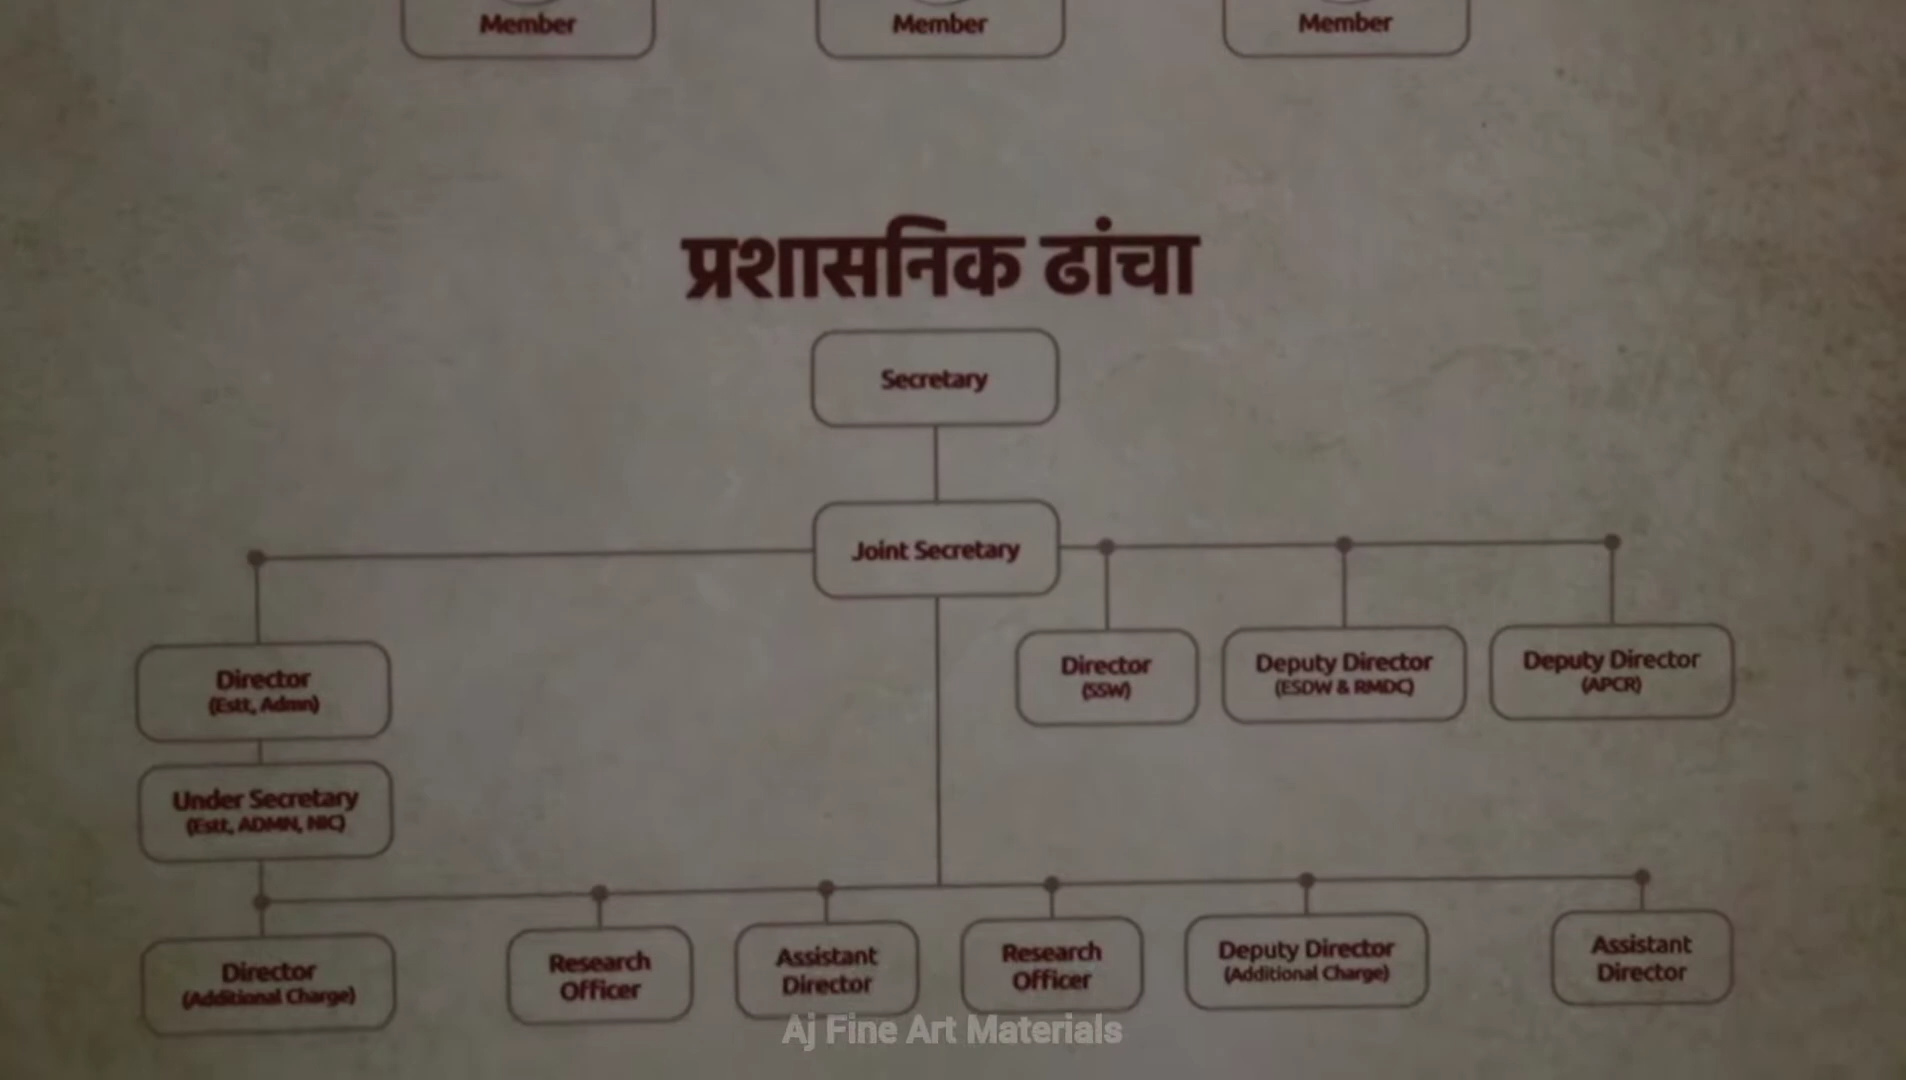 Member
Member
Member
प्रशासनिक ढांचा
Secretary
Joint Secretary
Director
(Estt, Admn)
Director
(SSW)
Deputy Director
(ESDW & RMDC)
Deputy Director
(APCR)
Under Secretary
(Estt, ADMN, NIC)
Director
(Additional Charge)
Research
Officer
Assistant
Director
Research
Officer
Deputy Director
(Additional Charge)
Assistant
Director
Aj Fine Art Materials